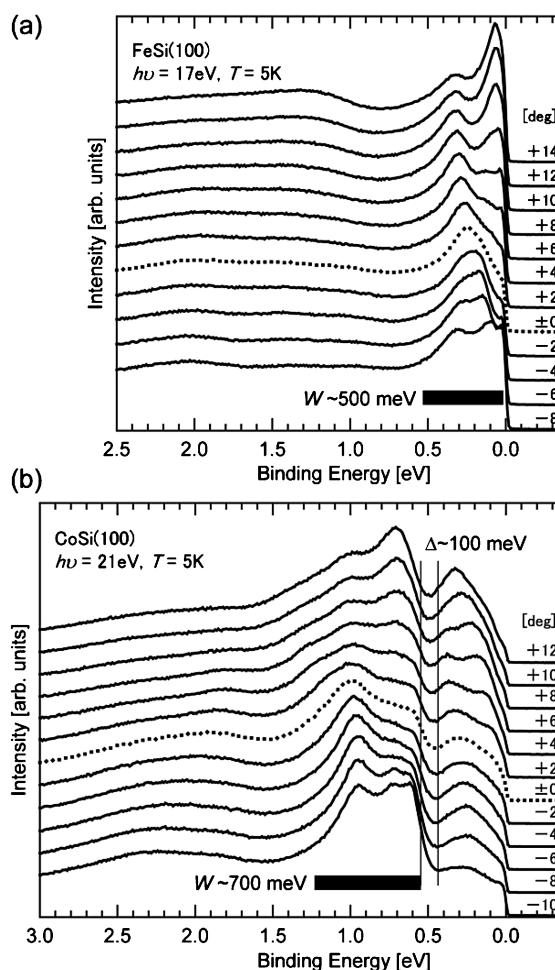 (a)
FeSi(100)
hυ = 17eV, T = 5K
[deg]
+14
+12
+10
+8
+6
+4
+2
±0
−2
−4
−6
−8
W ~500 meV
Intensity [arb. units]
2.5 2.0 1.5 1.0 0.5 0.0
Binding Energy [eV]
(b)
CoSi(100)
hυ = 21eV, T = 5K
Δ~100 meV
[deg]
+12
+10
+8
+6
+4
+2
±0
−2
−4
−6
−8
−10
W ~700 meV
Intensity [arb. units]
3.0 2.5 2.0 1.5 1.0 0.5 0.0
Binding Energy [eV]